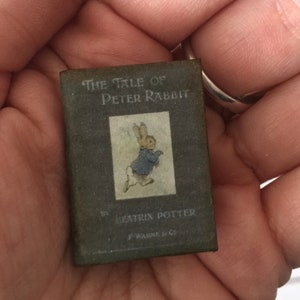 THE TALE OF
PETER RABBIT
BY
BEATRIX POTTER
F. WARNE & Co